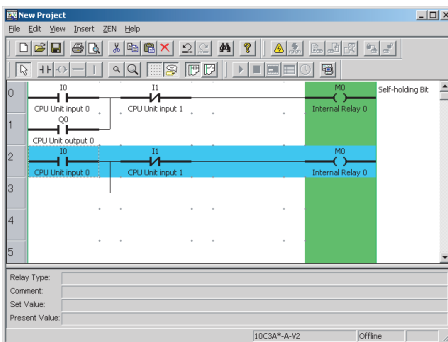 New Project
File Edit View Insert ZEN Help
0 I0 I1 M0 Self-holding Bit
CPU Unit input 0 CPU Unit input 1 Internal Relay 0
1 Q0
CPU Unit output 0
2 I0 I1 M0
CPU Unit input 0 CPU Unit input 1 Internal Relay 0
3
4
5
Relay Type:
Comment:
Set Value:
Present Value:
10C3A*-A-V2 Offline